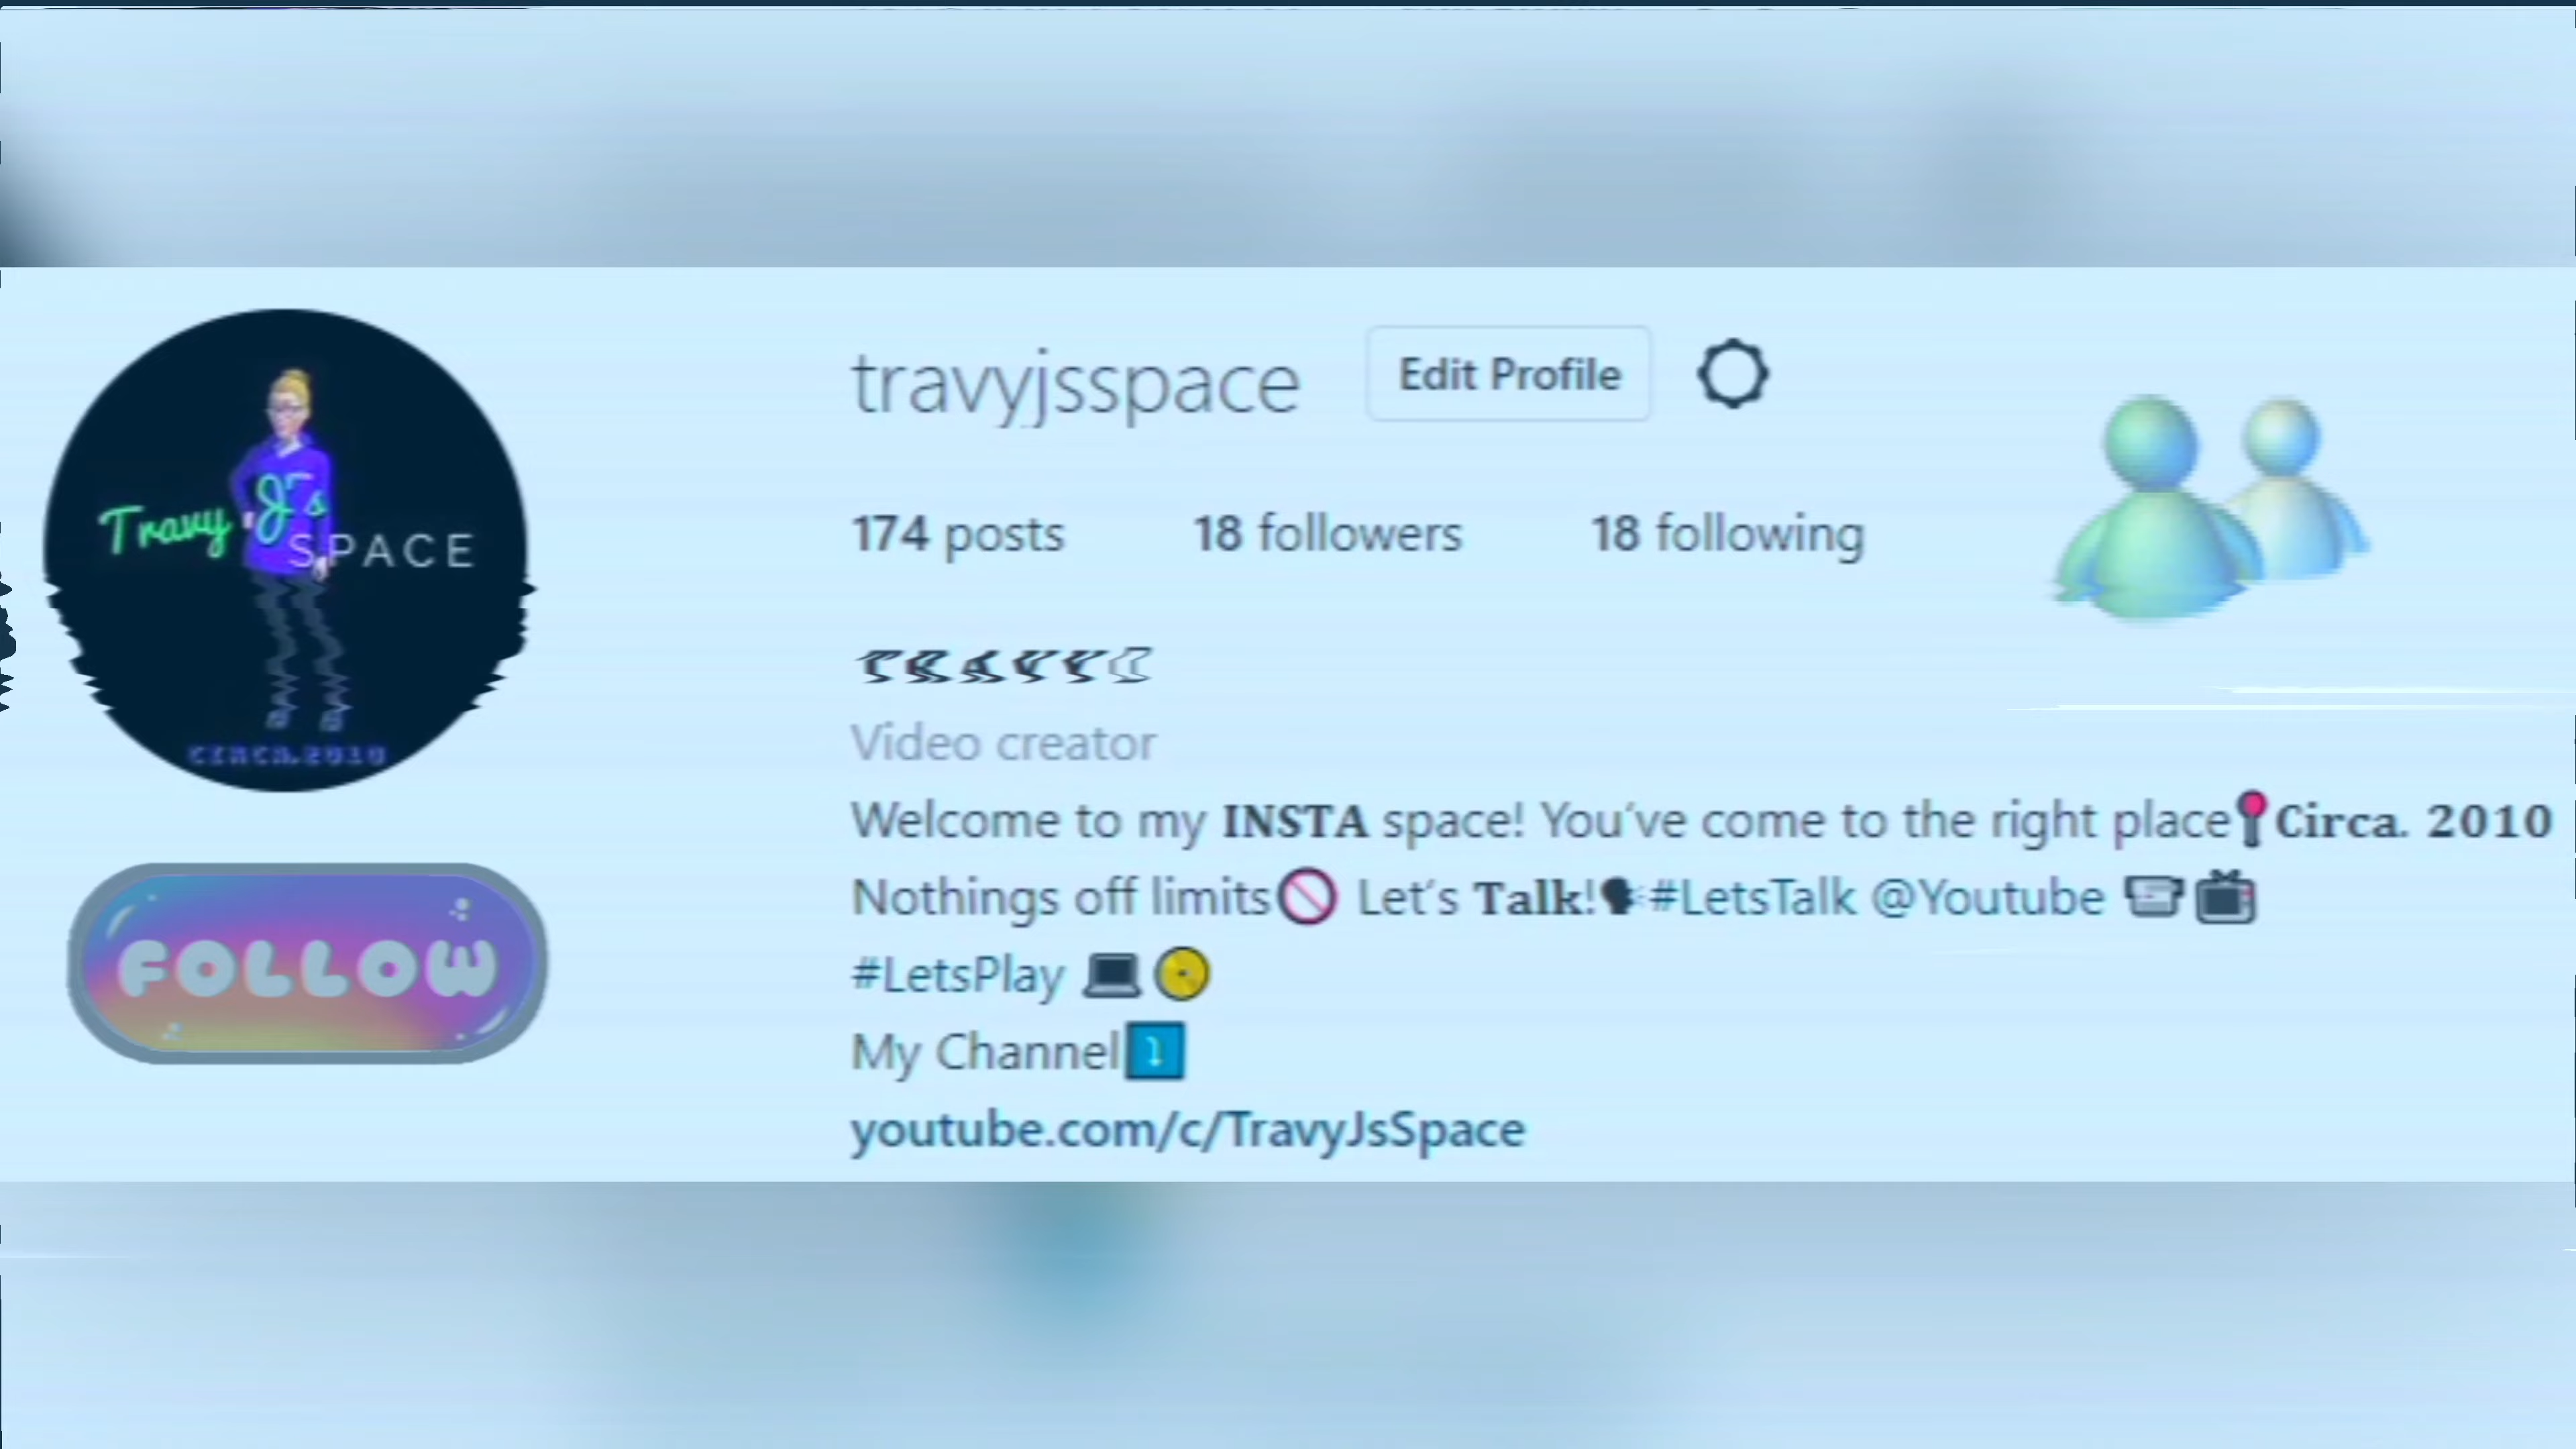 Travy J's
SPACE
CIRCA.2010
FOLLOW
travyjsspace
Edit Profile
174 posts 18 followers 18 following
Video creator
Welcome to my INSTA space! You've come to the right place📍Circa. 2010
Nothings off limits🚫 Let's Talk!🗣#LetsTalk @Youtube 📽📺
#LetsPlay 💻📀
My Channel⤵
youtube.com/c/TravyJsSpace